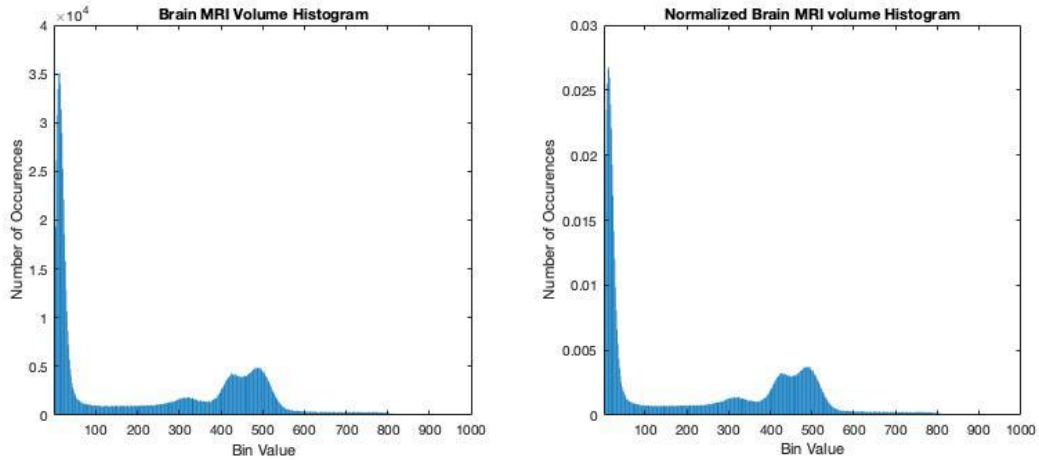 Brain MRI Volume Histogram
×10⁴
4
3.5
3
2.5
2
1.5
1
0.5
0
Number of Occurences
100 200 300 400 500 600 700 800 900 1000
Bin Value
Normalized Brain MRI volume Histogram
0.03
0.025
0.02
0.015
0.01
0.005
0
Number of Occurences
100 200 300 400 500 600 700 800 900 1000
Bin Value